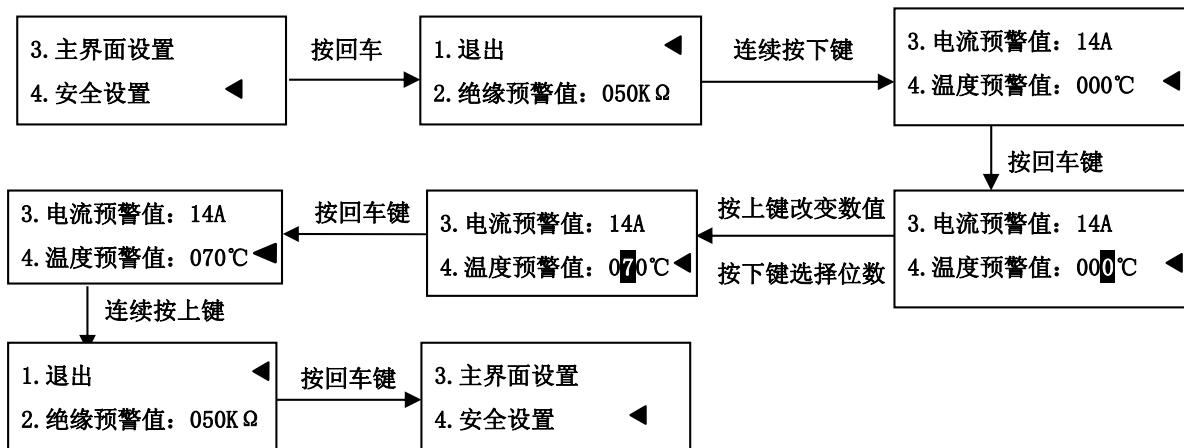 3.主界面设置
4.安全设置
按回车
1.退出
2.绝缘预警值：050KΩ
连续按下键
3.电流预警值：14A
4.温度预警值：000℃
按回车键
3.电流预警值：14A
4.温度预警值：000℃
按上键改变数值
按下键选择位数
3.电流预警值：14A
4.温度预警值：070℃
按回车键
3.电流预警值：14A
4.温度预警值：070℃
连续按上键
1.退出
2.绝缘预警值：050KΩ
按回车键
3.主界面设置
4.安全设置